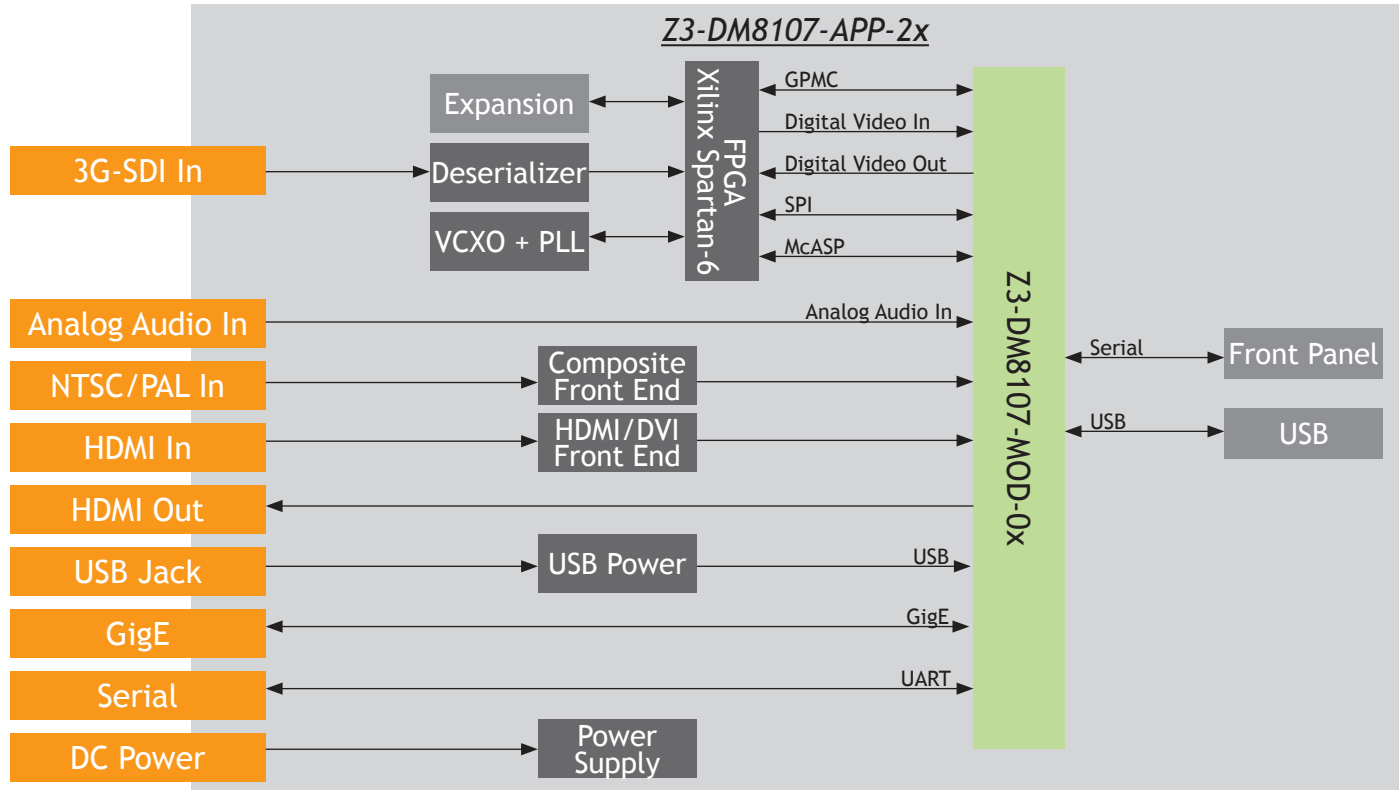 Z3-DM8107-APP-2x
Expansion
3G-SDI In
Deserializer
VCXO + PLL
Xilinx Spartan-6
FPGA
GPMC
Digital Video In
Digital Video Out
SPI
McASP
Analog Audio In
Analog Audio In
NTSC/PAL In
Composite
Front End
HDMI In
HDMI/DVI
Front End
HDMI Out
USB Jack
USB Power
USB
GigE
GigE
Serial
UART
DC Power
Power
Supply
Z3-DM8107-MOD-0x
Serial
Front Panel
USB
USB